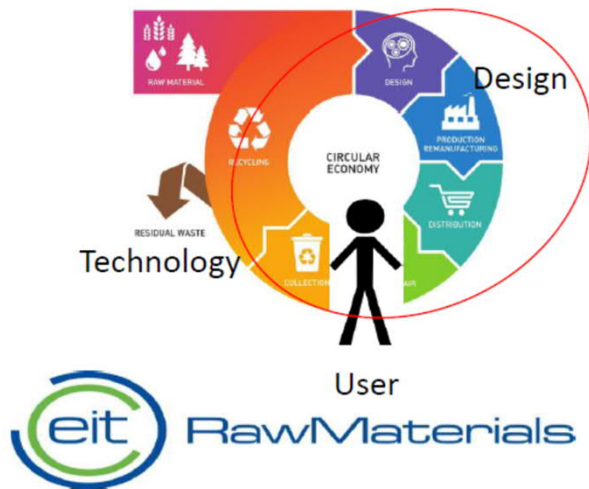 RAW MATERIAL
DESIGN
Design
PRODUCTION
REMANUFACTURING
RECYCLING
CIRCULAR
ECONOMY
DISTRIBUTION
RESIDUAL WASTE
Technology
COLLECTION
User
eit RawMaterials